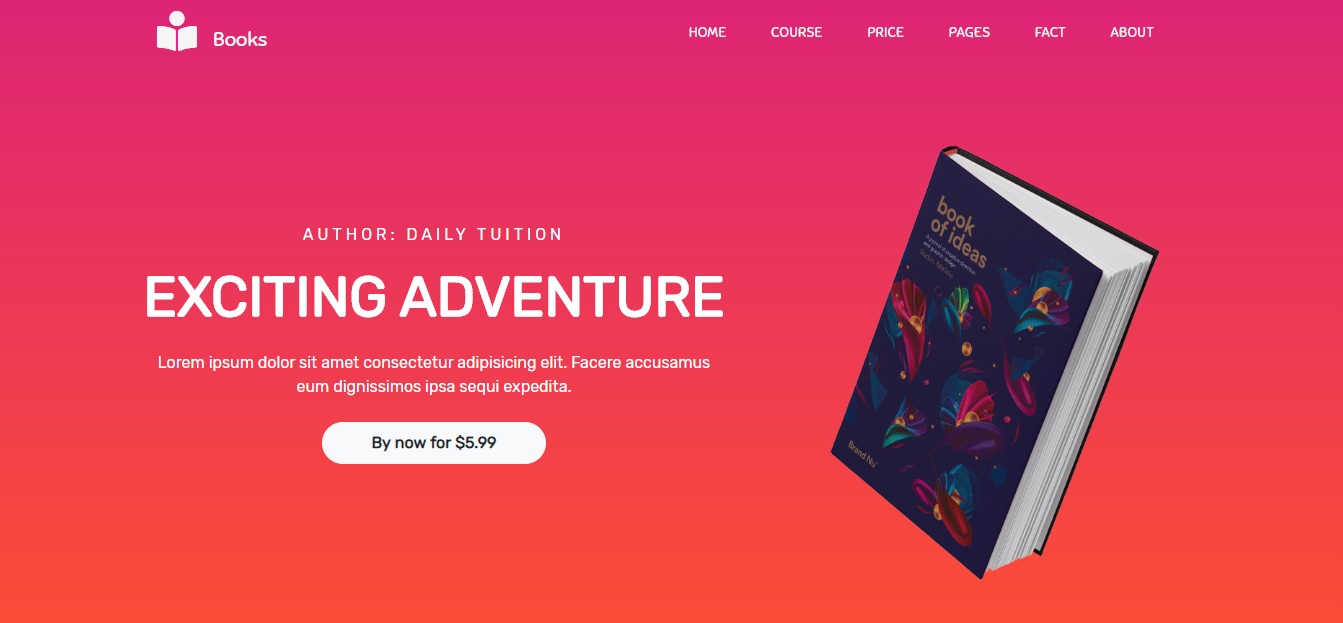 Books
HOME COURSE PRICE PAGES FACT ABOUT
AUTHOR: DAILY TUITION
EXCITING ADVENTURE
Lorem ipsum dolor sit amet consectetur adipisicing elit. Facere accusamus
eum dignissimos ipsa sequi expedita.
By now for $5.99
book
of ideas
Brand Nu